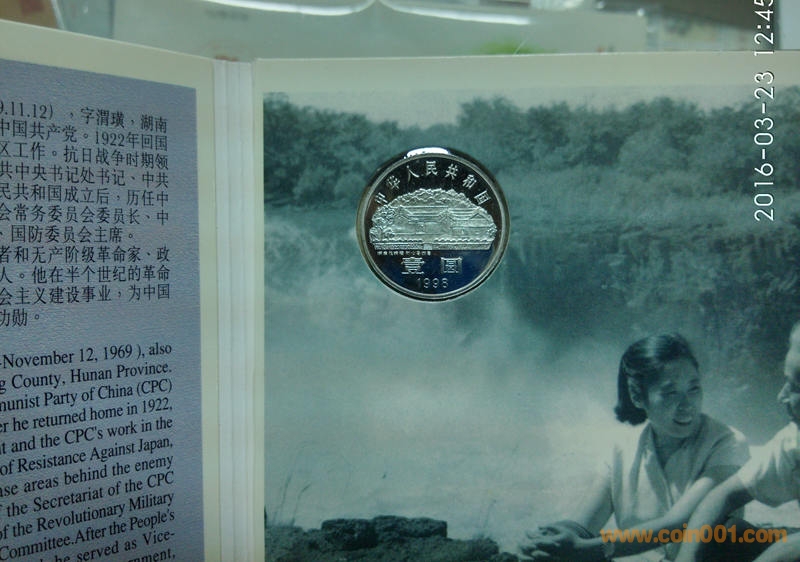 9.11.12)，字渭璜，湖南
中国共产党。1922年回国
区工作。抗日战争时期领
共中央书记处书记、中共
民共和国成立后，历任中
会常务委员会委员长、中
、国防委员会主席。
者和无产阶级革命家、政
人。他在半个世纪的革命
会主义建设事业，为中国
功勋。
-November 12, 1969 ), also
g County, Hunan Province.
munist Party of China (CPC)
er he returned home in 1922,
nt and the CPC's work in the
of Resistance Against Japan,
ase areas behind the enemy
f the Secretariat of the CPC
of the Revolutionary Military
Committee.After the People's
he served as Vice-
中华人民共和国
壹圆
1998
2016-03-23 12:45
www.coin001.com